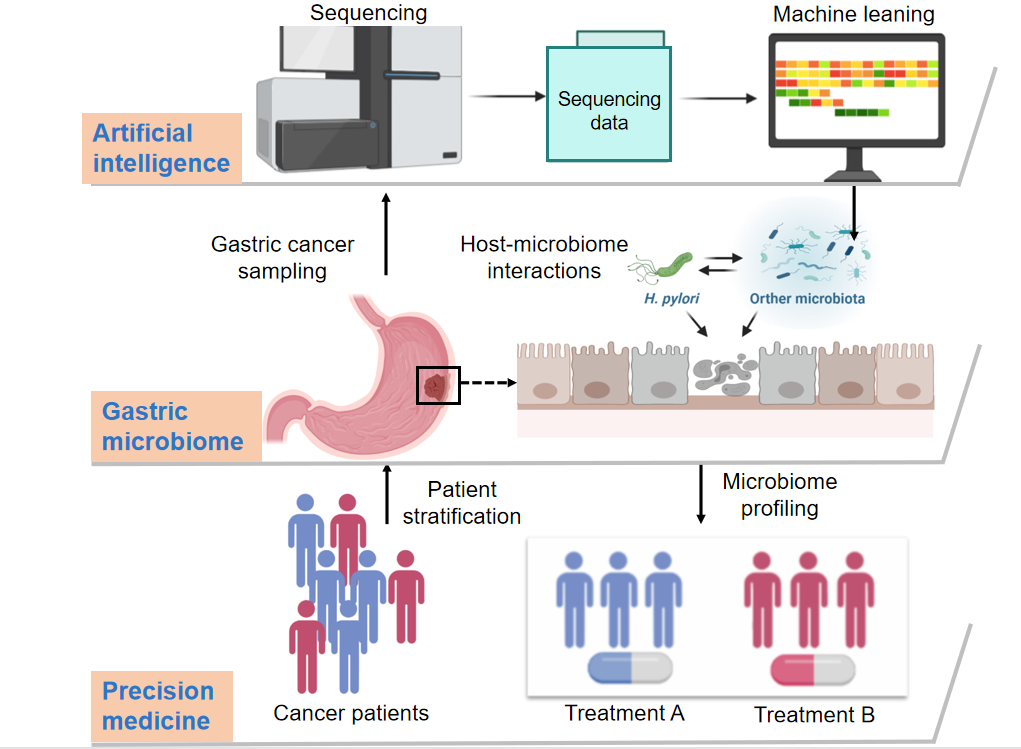 Sequencing
Machine leaning
Sequencing
data
Artificial
intelligence
Gastric cancer
sampling
Host-microbiome
interactions
H. pylori
Orther microbiota
Gastric
microbiome
Patient
stratification
Microbiome
profiling
Precision
medicine
Cancer patients
Treatment A
Treatment B